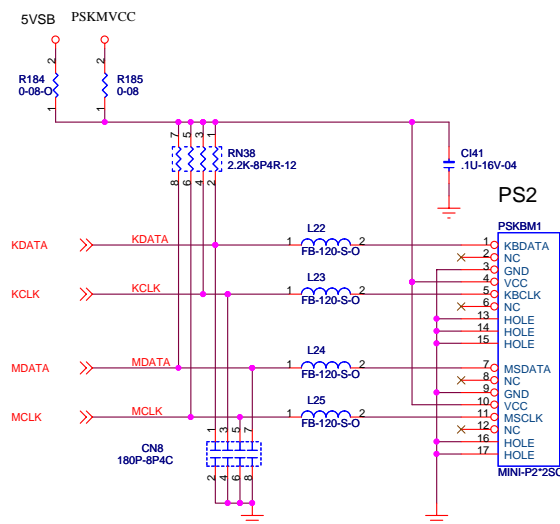 5VSB PSKMVCC
2 2
R184 R185
0-08-O 0-08
1 1
7 5 3 1
RN38
2.2K-8P4R-12
8 6 4 2
CI41
.1U-16V-04
PS2
PSKBM1
L22
KDATA KDATA 1 2 1 KBDATA
FB-120-S-O 2 NC
3 GND
L23 4 VCC
KCLK KCLK 1 2 5 KBCLK
FB-120-S-O 6 NC
13 HOLE
14 HOLE
15 HOLE
L24
MDATA MDATA 1 2 7 MSDATA
FB-120-S-O 8 NC
9 GND
L25 10 VCC
MCLK MCLK 1 2 11 MSCLK
FB-120-S-O 12 NC
1 3 5 7
CN8 16 HOLE
180P-8P4C 17 HOLE
2 4 6 8
MINI-P2*2SC